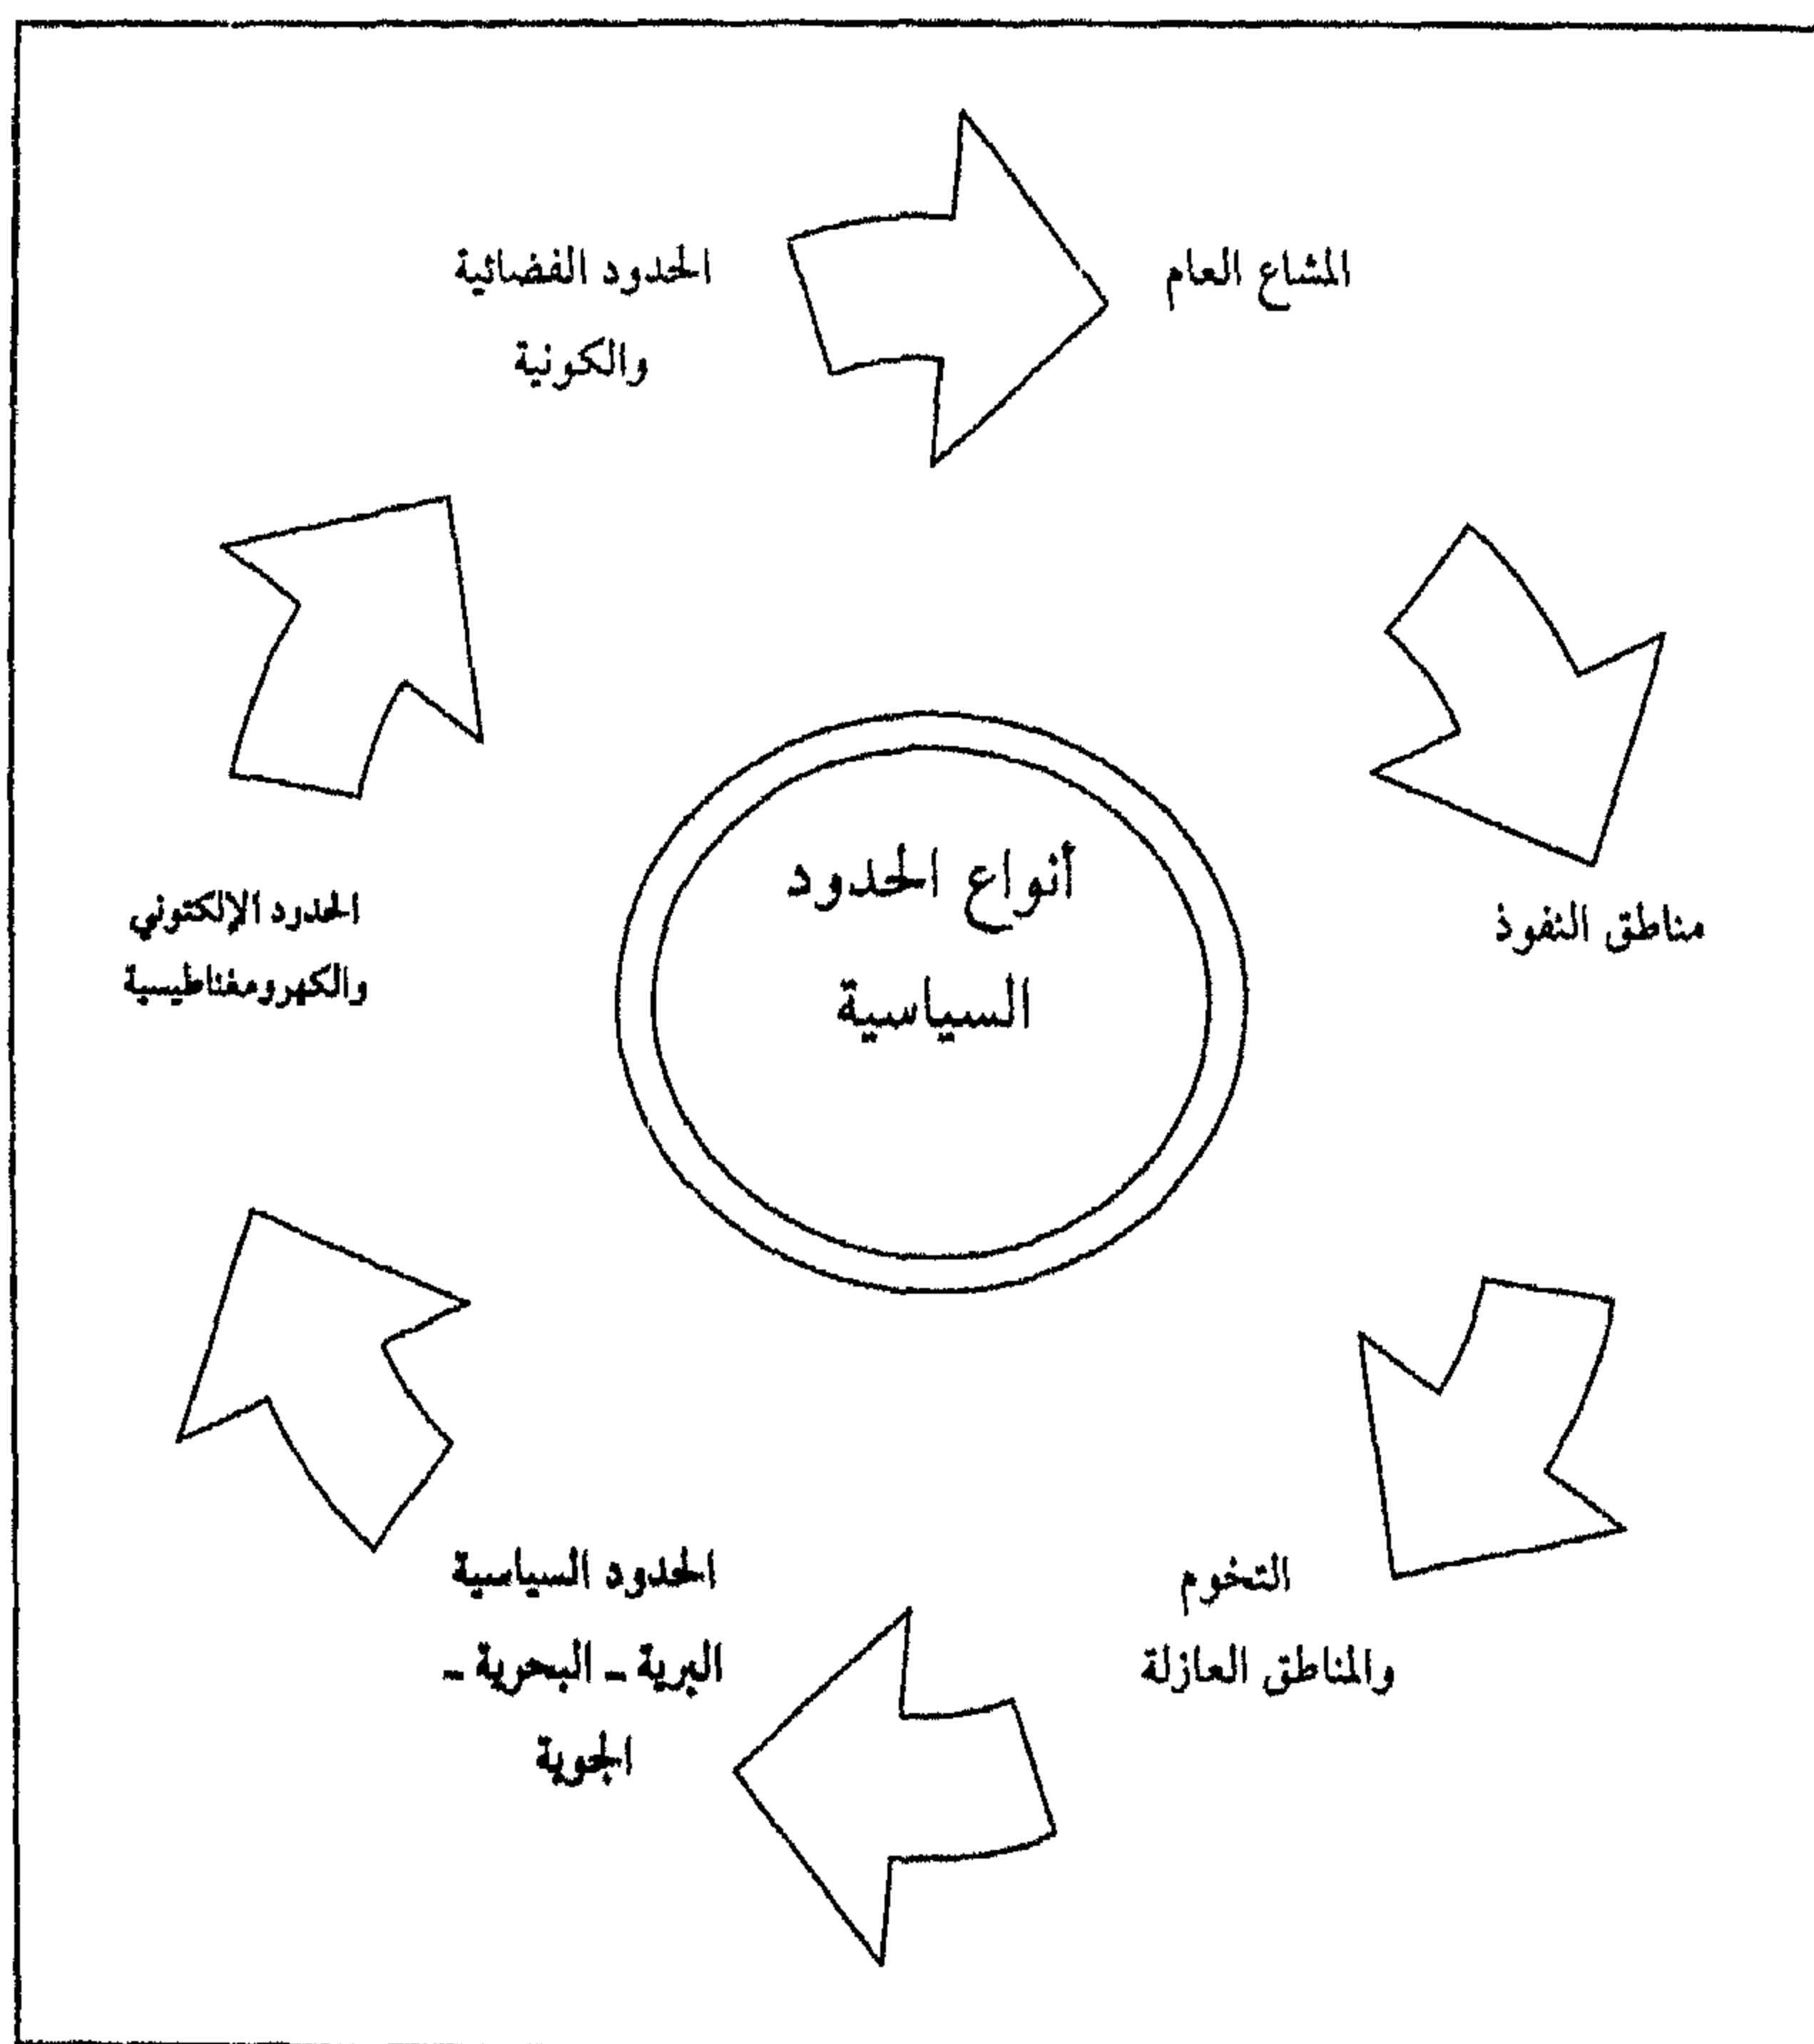 المشاع العام
الحدود الفضائية
والكونية
أنواع الحدود
السياسية
مناطق النفوذ
الحدود الإلكتوني
والكهرومغناطيسية
التخوم
والمناطق العازلة
الحدود السياسية
البرية - البحرية -
الجوية